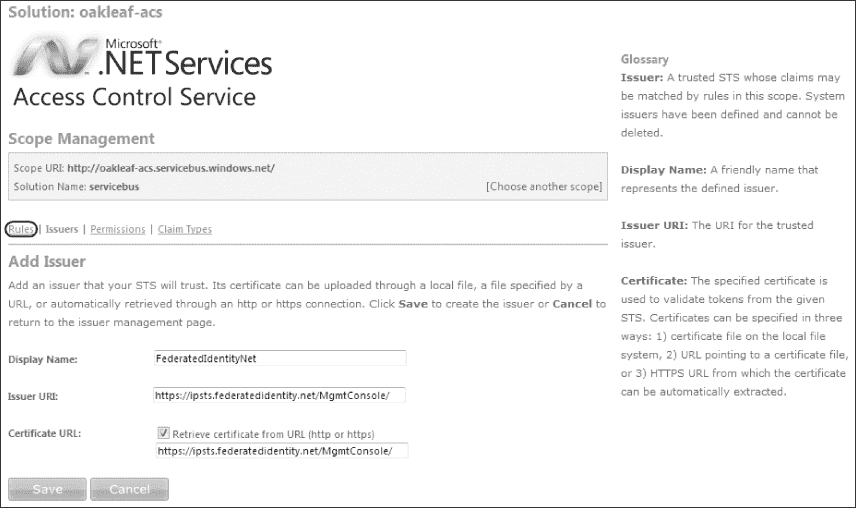 Solution: oakleaf-acs
Microsoft®
.NET Services
Access Control Service
Scope Management
Scope URI: http://oakleaf-acs.servicebus.windows.net/
Solution Name: servicebus
[Choose another scope]
Rules | Issuers | Permissions | Claim Types
Add Issuer
Add an issuer that your STS will trust. Its certificate can be uploaded through a local file, a file specified by a
URL, or automatically retrieved through an http or https connection. Click Save to create the issuer or Cancel to
return to the issuer management page.
Display Name: FederatedIdentityNet
Issuer URI: https://ipsts.federatedidentity.net/MgmtConsole/
Certificate URL: Retrieve certificate from URL (http or https)
https://ipsts.federatedidentity.net/MgmtConsole/
Save Cancel
Glossary
Issuer: A trusted STS whose claims may
be matched by rules in this scope. System
issuers have been defined and cannot be
deleted.
Display Name: A friendly name that
represents the defined issuer.
Issuer URI: The URI for the trusted
issuer.
Certificate: The specified certificate is
used to validate tokens from the given
STS. Certificates can be specified in three
ways: 1) certificate file on the local file
system, 2) URL pointing to a certificate file,
or 3) HTTPS URL from which the certificate
can be automatically extracted.